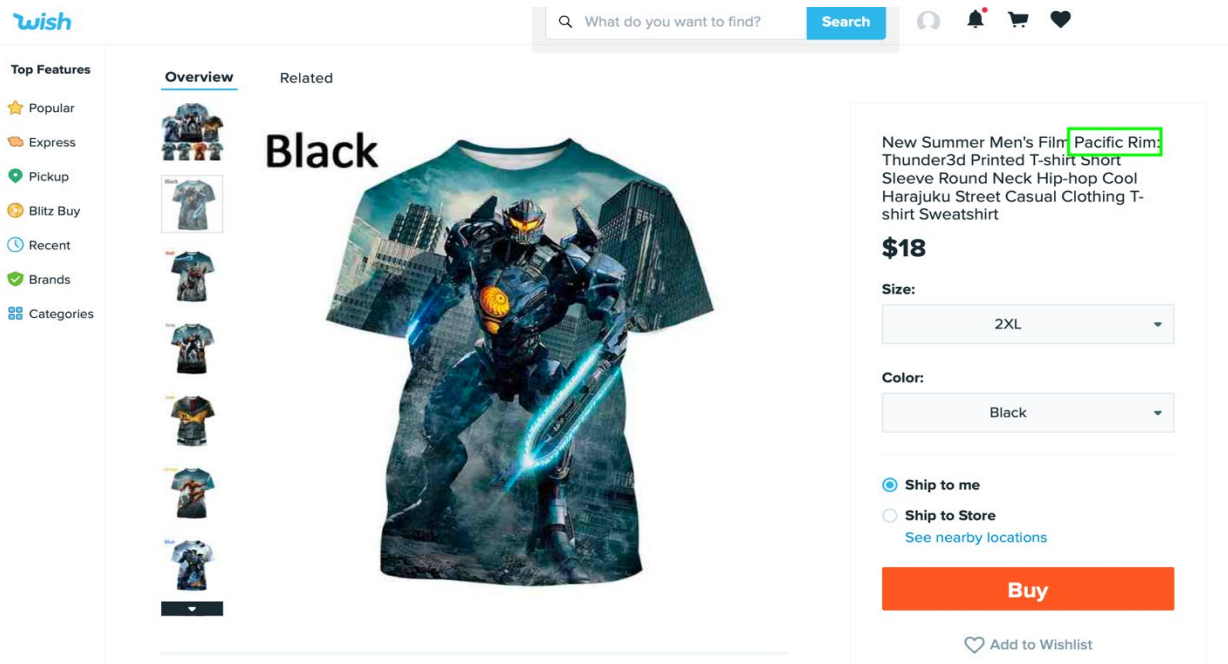 wish
What do you want to find?
Search
Top Features
Popular
Express
Pickup
Blitz Buy
Recent
Brands
Categories
Overview
Related
Black
New Summer Men's Film Pacific Rim:
Thunder3d Printed T-shirt Short
Sleeve Round Neck Hip-hop Cool
Harajuku Street Casual Clothing T-
shirt Sweatshirt
$18
Size:
2XL
Color:
Black
Ship to me
Ship to Store
See nearby locations
Buy
Add to Wishlist